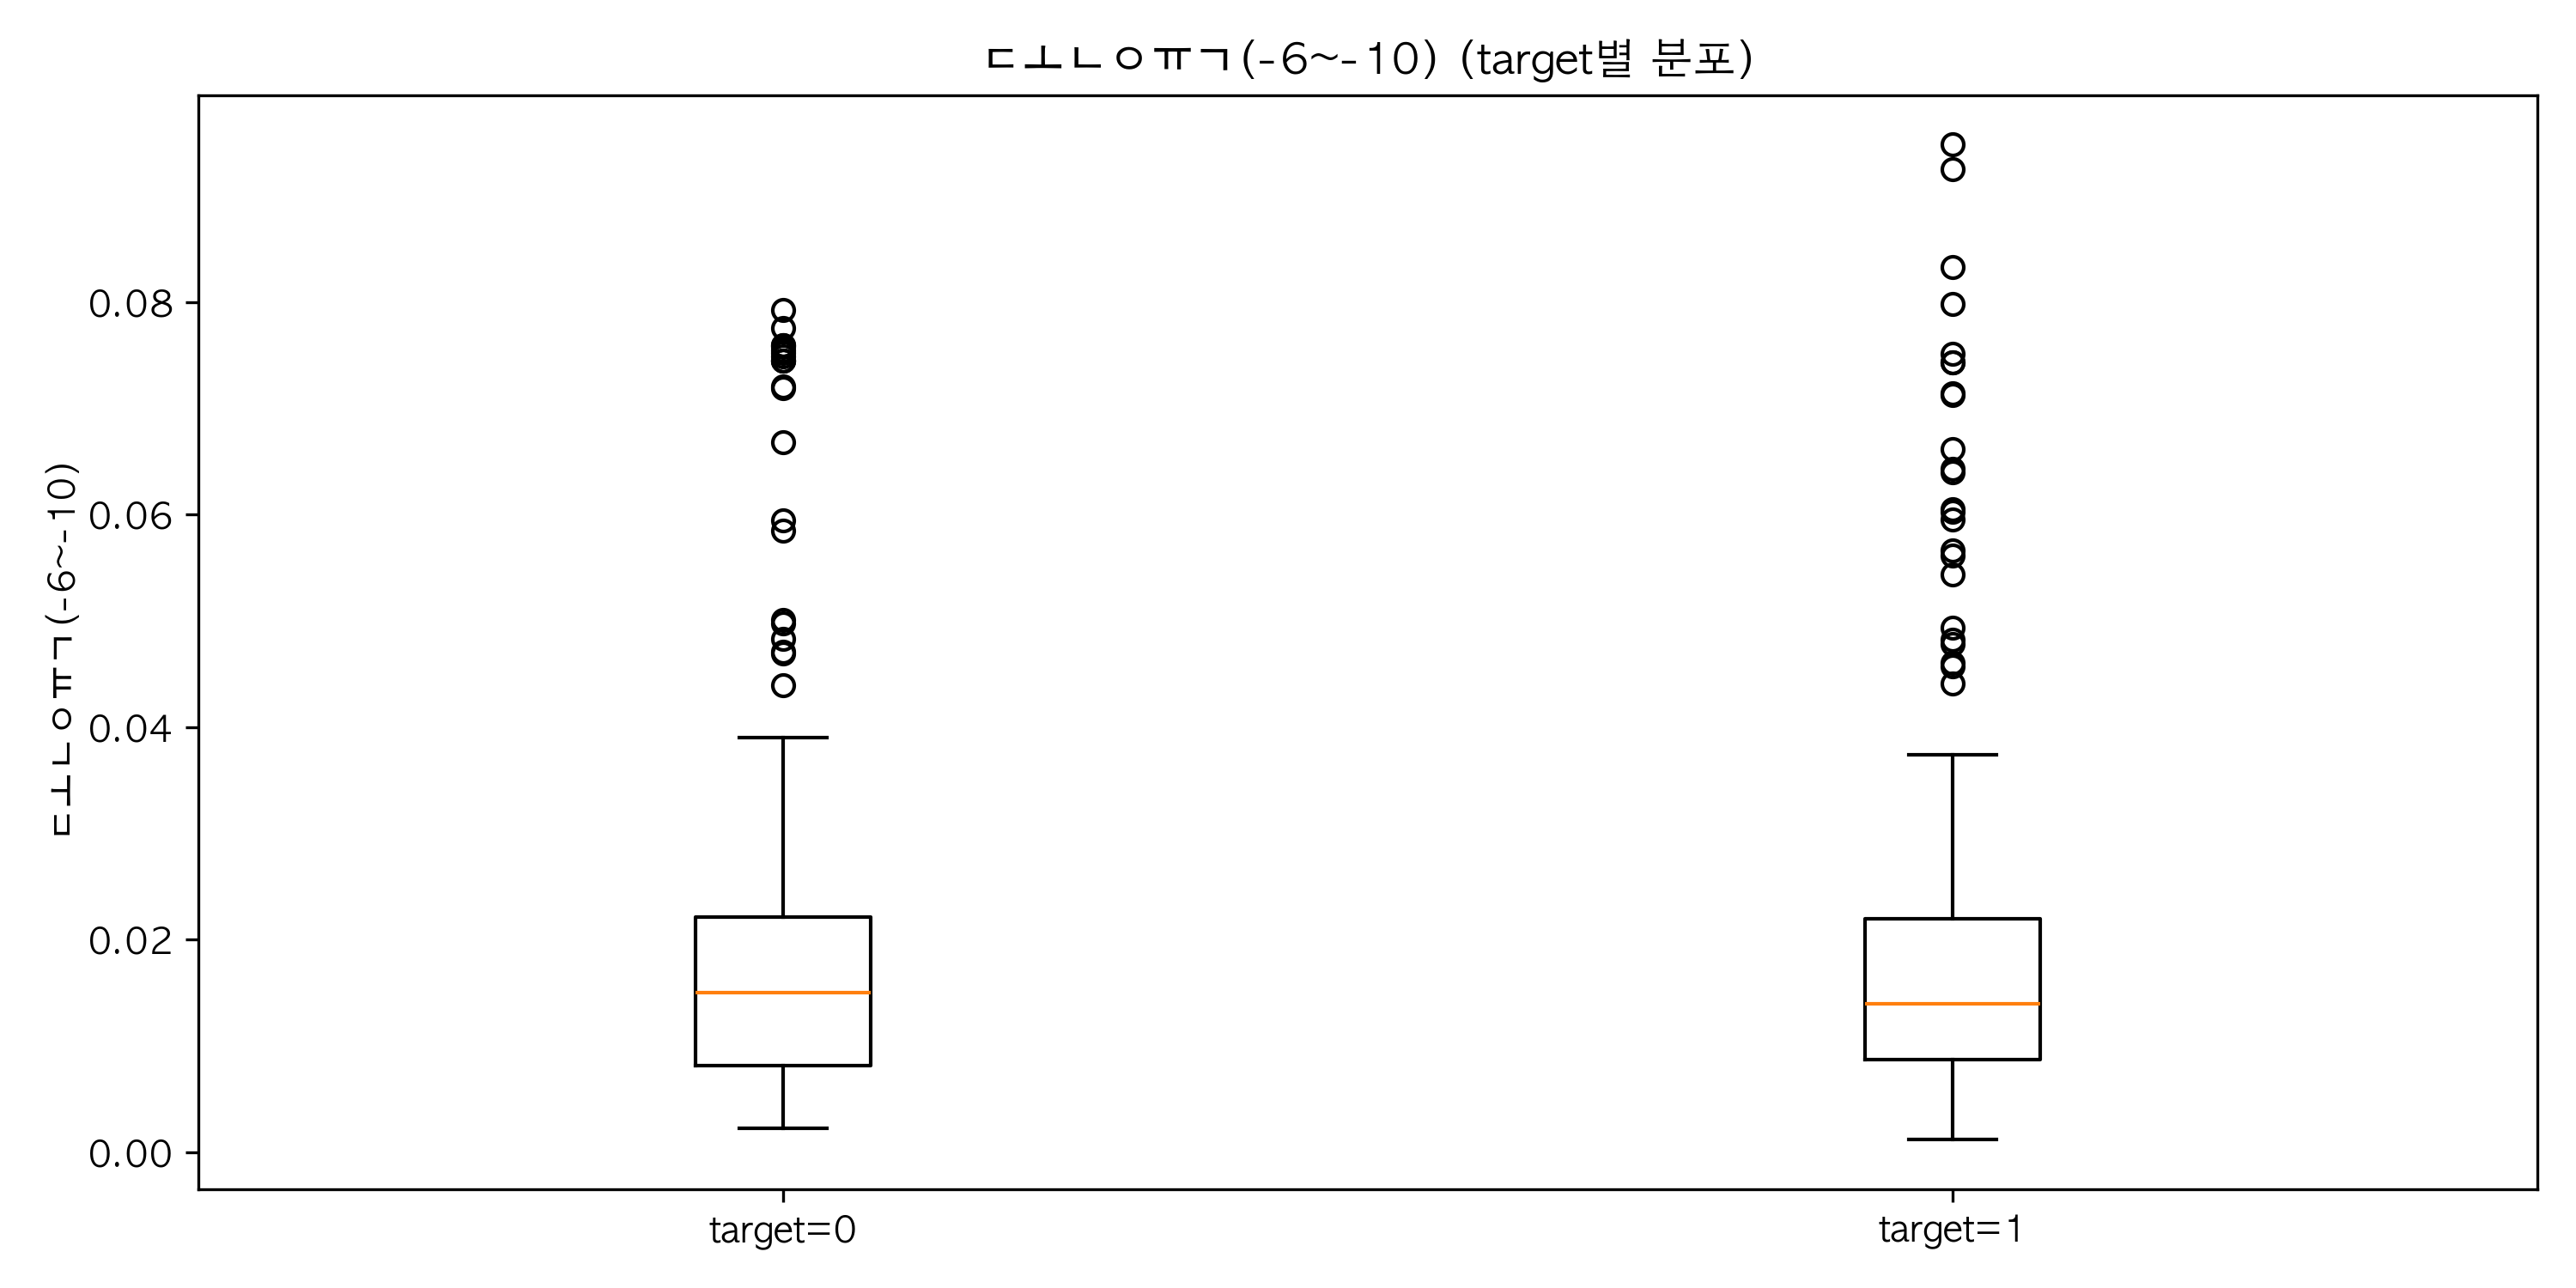 ㄷㅗㄴㅇㅠㄱ(-6~-10) (target별 분포)
ㄷㅗㄴㅇㅠㄱ(-6~-10)
0.08
0.06
0.04
0.02
0.00
target=0
target=1